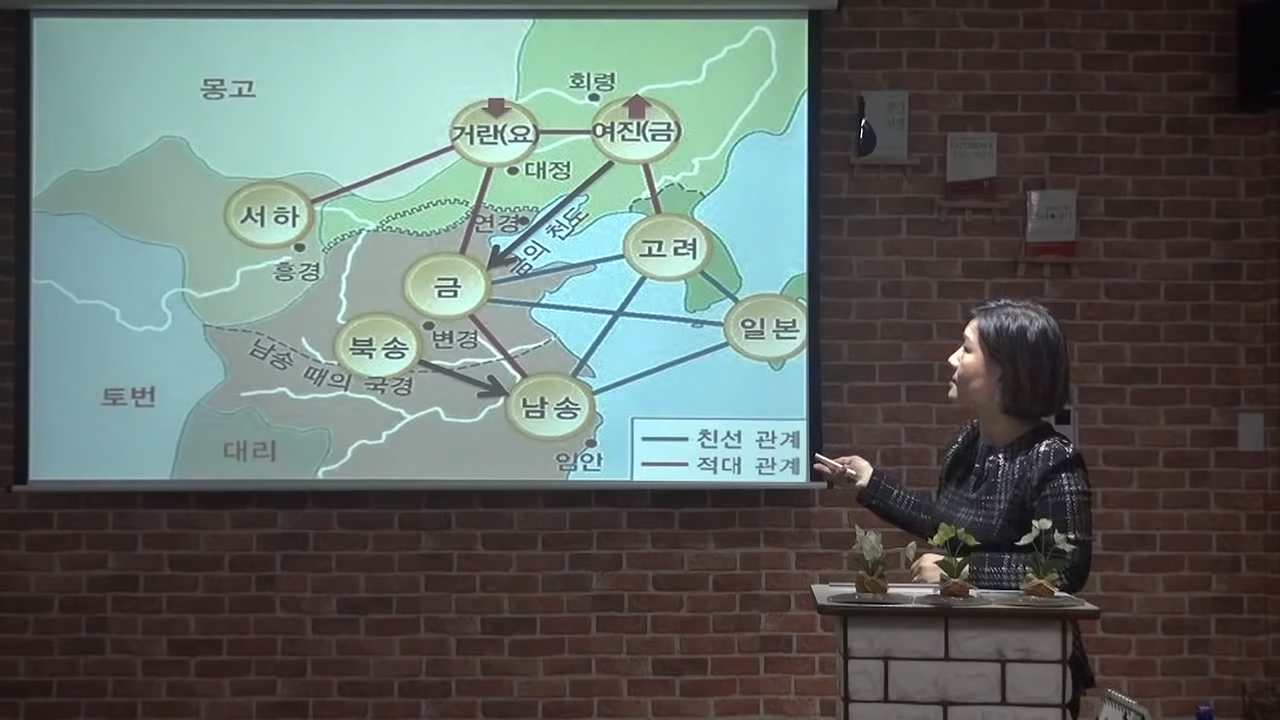 몽고
회령
거란(요)
여진(금)
대정
서하
연경
금의 천도
고려
흥경
금
일본
변경
북송
남송 때의 국경
토번
남송
대리
임안
친선 관계
적대 관계